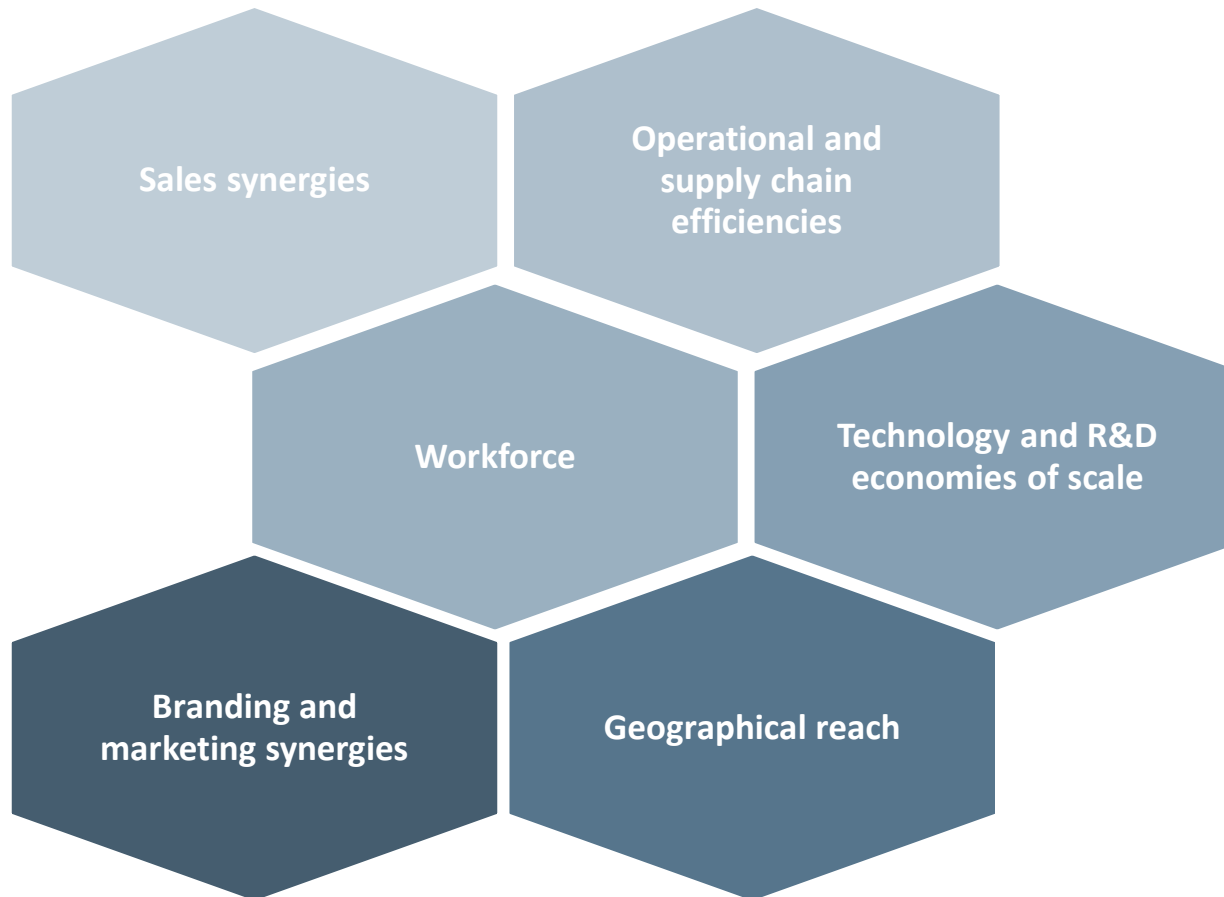 Sales synergies
Operational and
supply chain
efficiencies
Workforce
Technology and R&D
economies of scale
Branding and
marketing synergies
Geographical reach